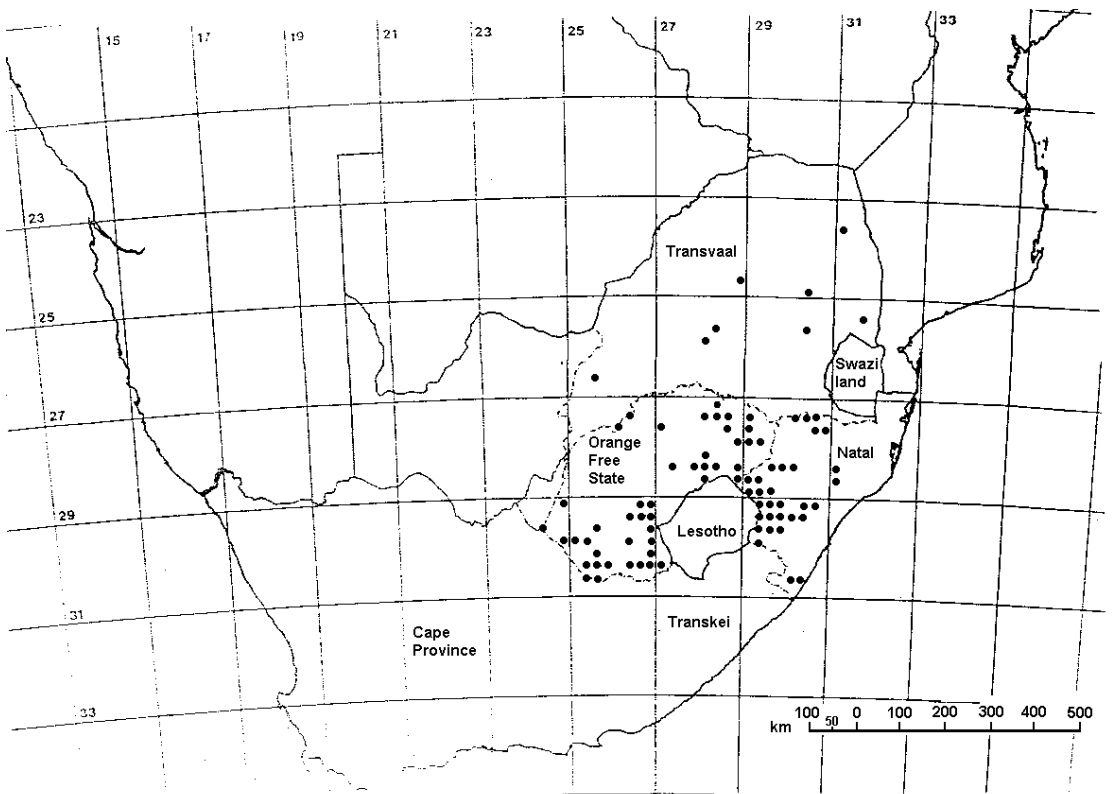 15 17 19 21 23 25 27 29 31 33
23
Transvaal
25
Swazi
land
27
Orange
Free
State
Natal
29
Lesotho
31
Cape
Province
Transkei
33
100 50 0 100 200 300 400 500
km